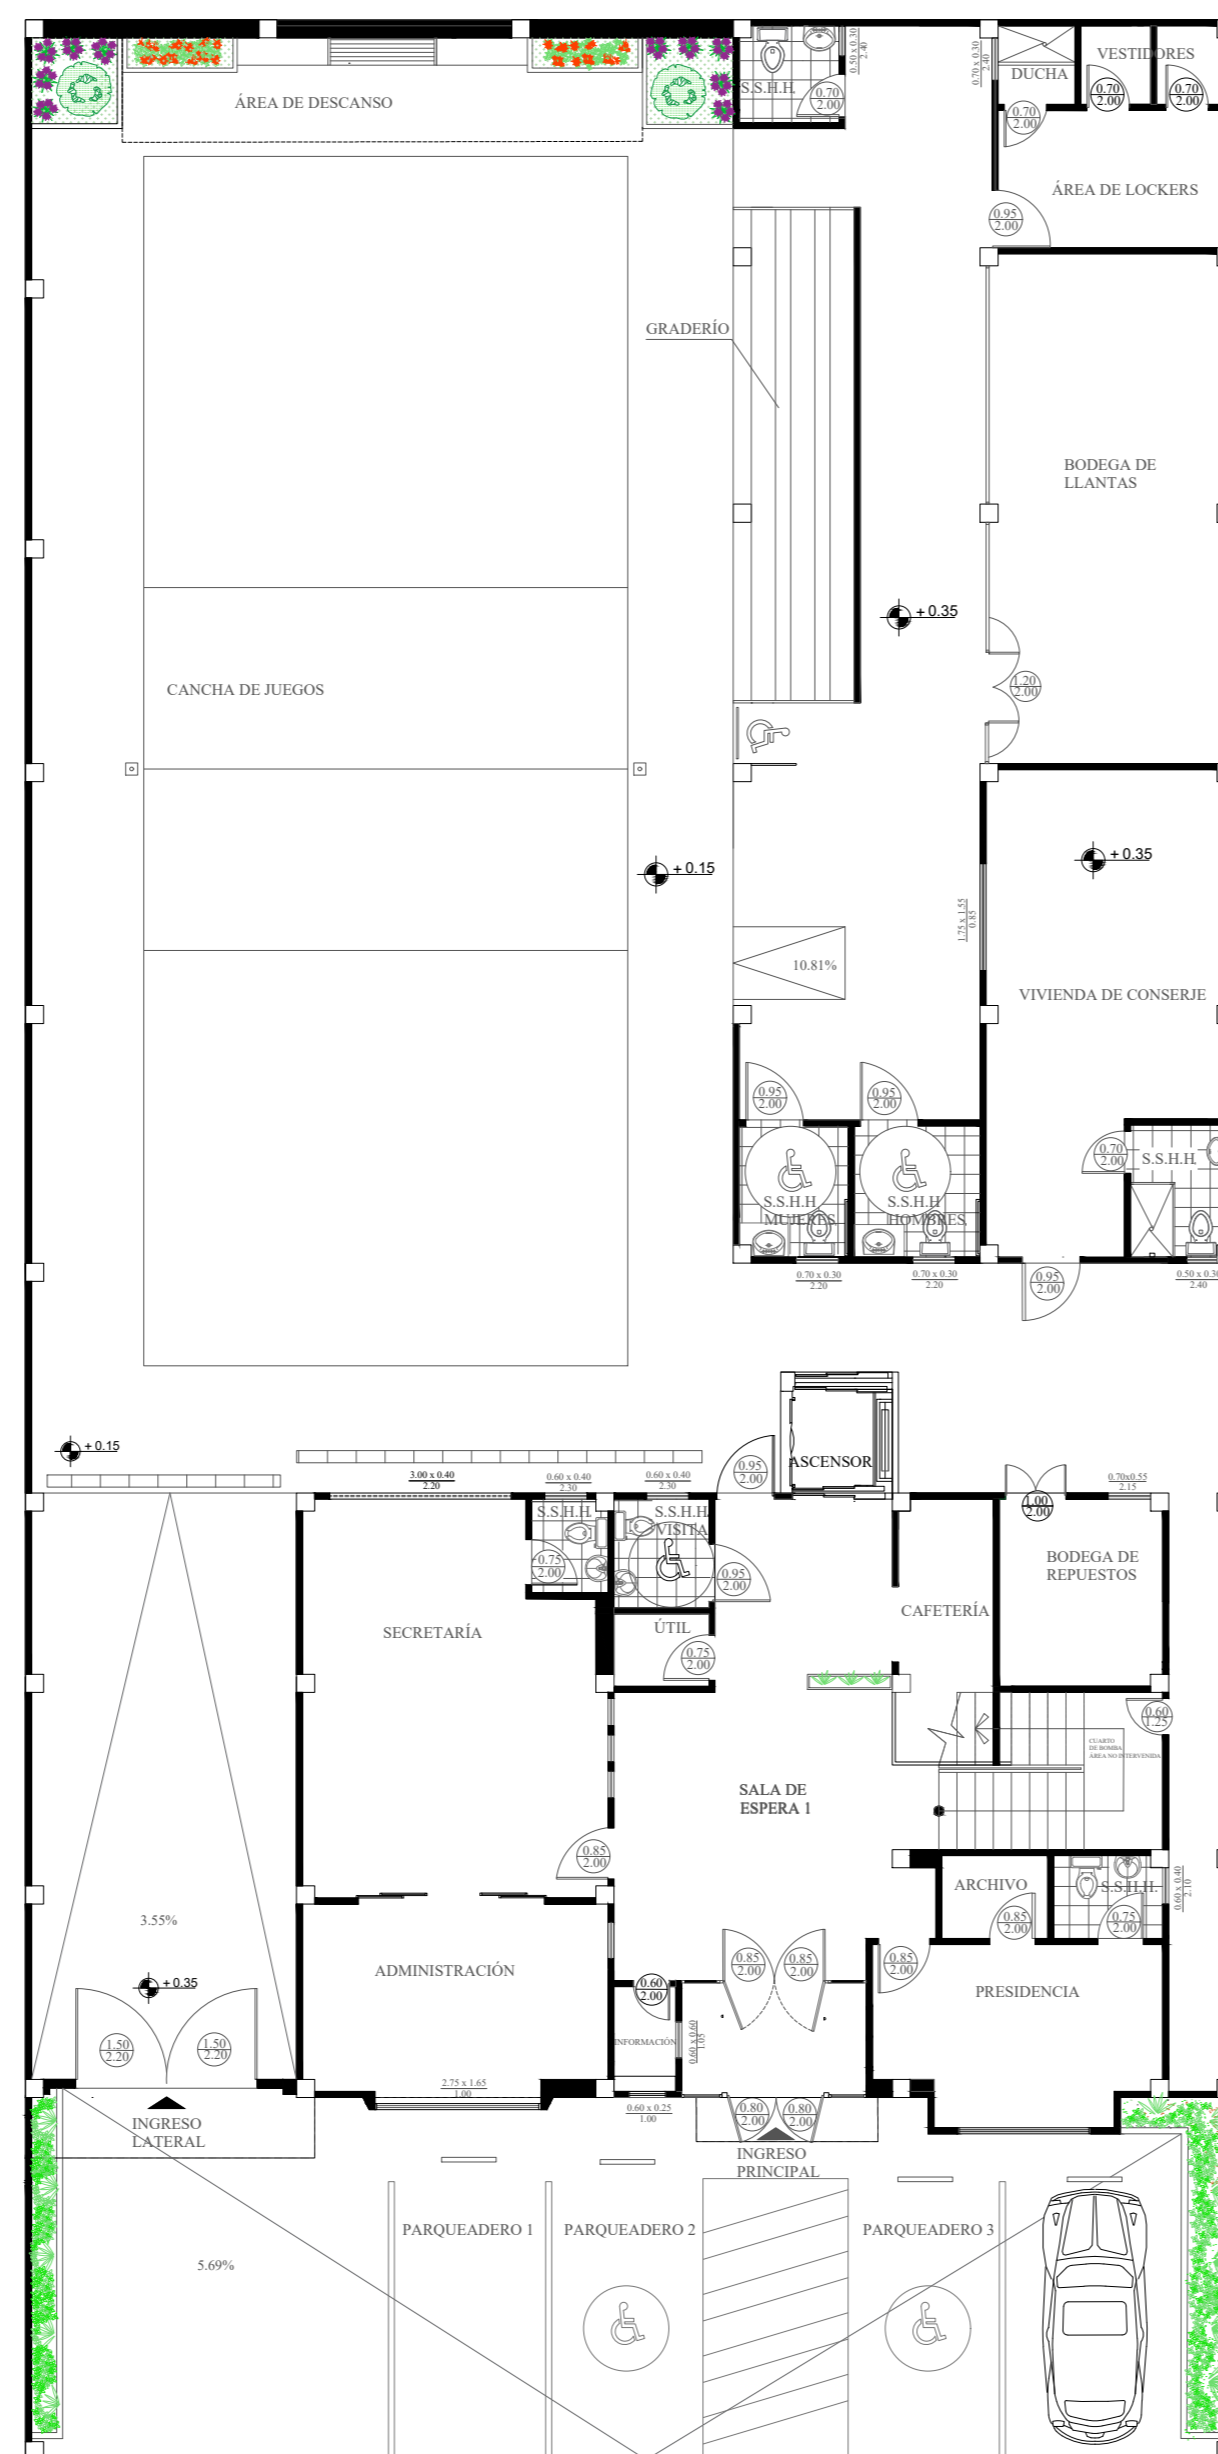 0.50 x 0.30
2.40
0.70 x 0.30
2.40
S.S.H.H.
0.70
2.00
DUCHA
VESTIDORES
0.70
2.00
0.70
2.00
0.70
2.00
ÁREA DE DESCANSO
ÁREA DE LOCKERS
0.95
2.00
GRADERÍO
BODEGA DE
LLANTAS
+ 0.35
1.20
2.00
CANCHA DE JUEGOS
+ 0.15
+ 0.35
1.75 x 1.55
0.85
10.81%
VIVIENDA DE CONSERJE
0.95
2.00
0.95
2.00
0.70
2.00
S.S.H.H.
S.S.H.H
MUJERES
S.S.H.H
HOMBRES
0.70 x 0.30
2.20
0.70 x 0.30
2.20
0.95
2.00
0.50 x 0.30
2.40
+ 0.15
3.00 x 0.40
2.20
0.60 x 0.40
2.30
0.60 x 0.40
2.30
0.95
2.00
ASCENSOR
1.00
2.00
0.70x0.55
2.15
S.S.H.H.
0.75
2.00
S.S.H.H.
VISITA
0.95
2.00
BODEGA DE
REPUESTOS
CAFETERÍA
SECRETARÍA
ÚTIL
0.75
2.00
0.60
1.25
CUARTO
DE BOMBA
ÁREA NO INTERVENIDA
SALA DE
ESPERA 1
0.85
2.00
ARCHIVO
0.85
2.00
S.S.H.H.
0.75
2.00
0.60 x 0.40
2.10
3.55%
ADMINISTRACIÓN
0.85
2.00
0.85
2.00
0.85
2.00
PRESIDENCIA
+ 0.35
0.60
2.00
INFORMACIÓN
0.60 x 0.60
1.05
1.50
2.20
1.50
2.20
2.75 x 1.65
1.00
0.60 x 0.25
1.00
0.80
2.00
0.80
2.00
INGRESO
LATERAL
INGRESO
PRINCIPAL
PARQUEADERO 1
PARQUEADERO 2
PARQUEADERO 3
5.69%